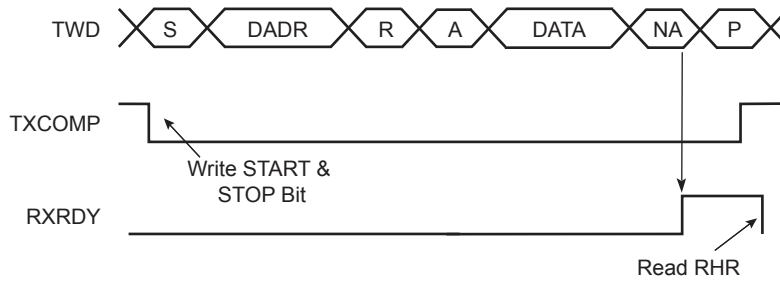 TWD S DADR R A DATA NA P
TXCOMP
Write START &
STOP Bit
RXRDY
Read RHR